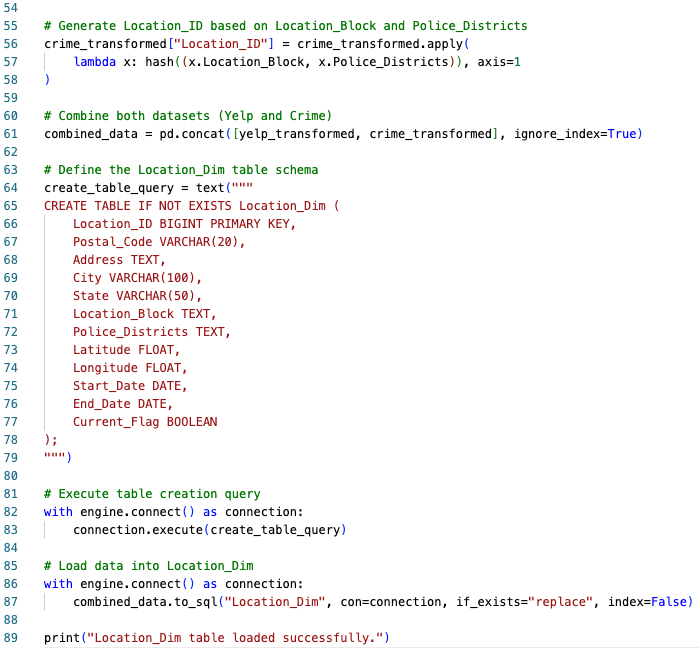 54
55 # Generate Location_ID based on Location_Block and Police_Districts
56 crime_transformed["Location_ID"] = crime_transformed.apply(
57     lambda x: hash((x.Location_Block, x.Police_Districts)), axis=1
58 )
59
60 # Combine both datasets (Yelp and Crime)
61 combined_data = pd.concat([yelp_transformed, crime_transformed], ignore_index=True)
62
63 # Define the Location_Dim table schema
64 create_table_query = text("""
65 CREATE TABLE IF NOT EXISTS Location_Dim (
66     Location_ID BIGINT PRIMARY KEY,
67     Postal_Code VARCHAR(20),
68     Address TEXT,
69     City VARCHAR(100),
70     State VARCHAR(50),
71     Location_Block TEXT,
72     Police_Districts TEXT,
73     Latitude FLOAT,
74     Longitude FLOAT,
75     Start_Date DATE,
76     End_Date DATE,
77     Current_Flag BOOLEAN
78 );
79 """)
80
81 # Execute table creation query
82 with engine.connect() as connection:
83     connection.execute(create_table_query)
84
85 # Load data into Location_Dim
86 with engine.connect() as connection:
87     combined_data.to_sql("Location_Dim", con=connection, if_exists="replace", index=False)
88
89 print("Location_Dim table loaded successfully.")